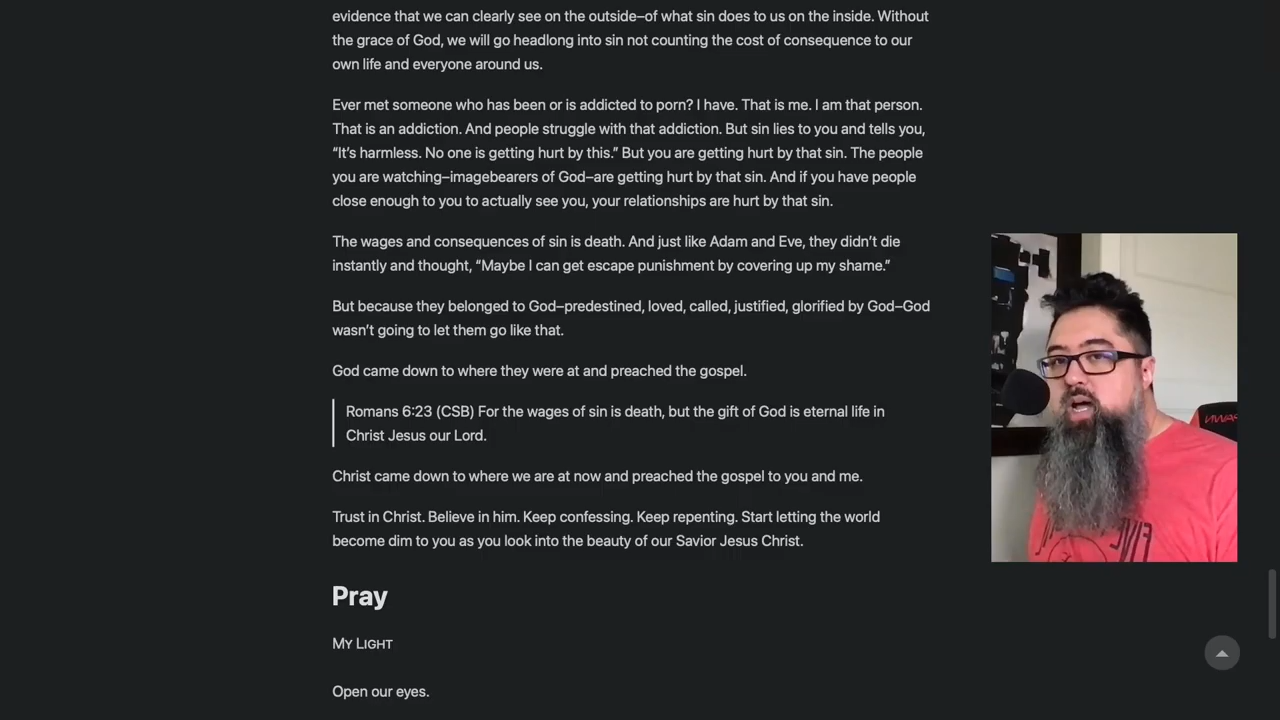 evidence that we can clearly see on the outside–of what sin does to us on the inside. Without
the grace of God, we will go headlong into sin not counting the cost of consequence to our
own life and everyone around us.
Ever met someone who has been or is addicted to porn? I have. That is me. I am that person.
That is an addiction. And people struggle with that addiction. But sin lies to you and tells you,
“It’s harmless. No one is getting hurt by this.” But you are getting hurt by that sin. The people
you are watching–imagebearers of God–are getting hurt by that sin. And if you have people
close enough to you to actually see you, your relationships are hurt by that sin.
The wages and consequences of sin is death. And just like Adam and Eve, they didn’t die
instantly and thought, “Maybe I can get escape punishment by covering up my shame.”
But because they belonged to God–predestined, loved, called, justified, glorified by God–God
wasn’t going to let them go like that.
God came down to where they were at and preached the gospel.
Romans 6:23 (CSB) For the wages of sin is death, but the gift of God is eternal life in
Christ Jesus our Lord.
Christ came down to where we are at now and preached the gospel to you and me.
Trust in Christ. Believe in him. Keep confessing. Keep repenting. Start letting the world
become dim to you as you look into the beauty of our Savior Jesus Christ.
Pray
My Light
Open our eyes.